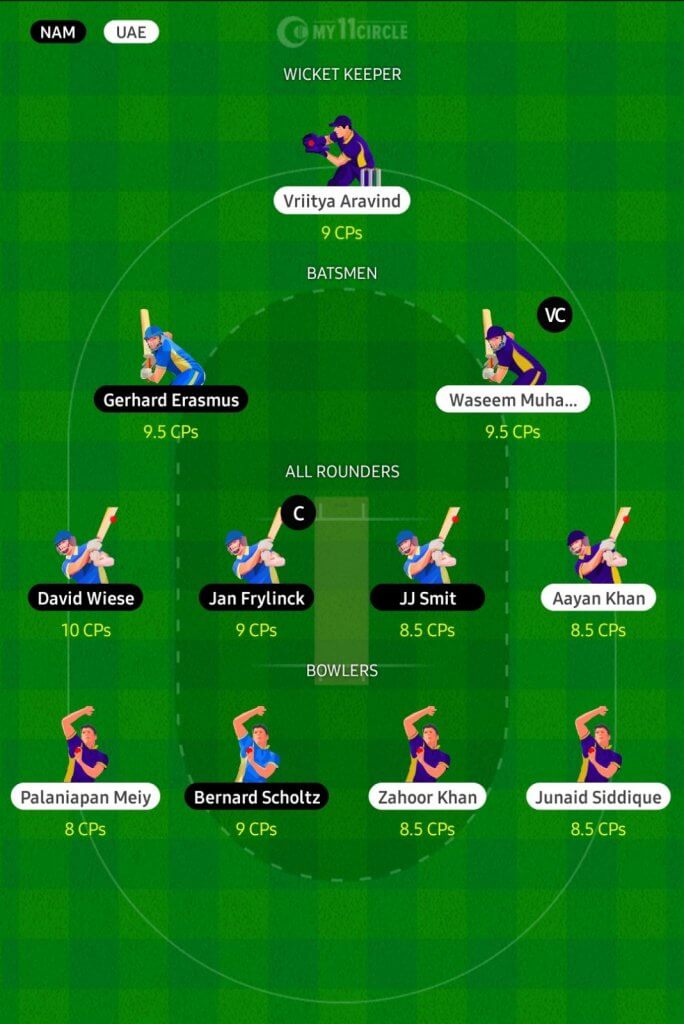 NAM UAE
MY11CIRCLE
WICKET KEEPER
Vriitya Aravind
9 CPs
BATSMEN
VC
Gerhard Erasmus Waseem Muha...
9.5 CPs 9.5 CPs
ALL ROUNDERS
C
David Wiese Jan Frylinck JJ Smit Aayan Khan
10 CPs 9 CPs 8.5 CPs 8.5 CPs
BOWLERS
Palaniapan Meiy Bernard Scholtz Zahoor Khan Junaid Siddique
8 CPs 9 CPs 8.5 CPs 8.5 CPs